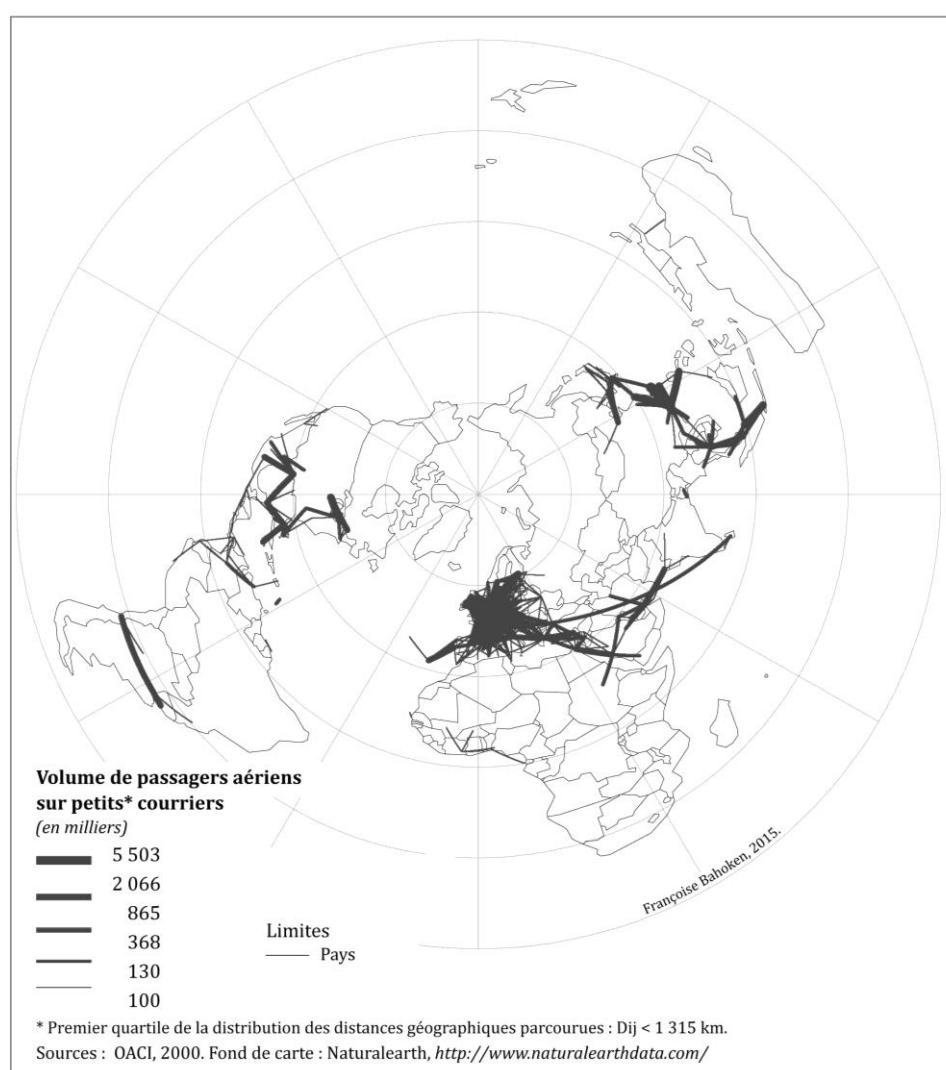 Françoise Bahoken, 2015.
Volume de passagers aériens
sur petits* courriers
(en milliers)
5 503
2 066
865
368
130
100
Limites
Pays
* Premier quartile de la distribution des distances géographiques parcourues : Dij < 1 315 km.
Sources : OACI, 2000. Fond de carte : Naturalearth, http://www.naturalearthdata.com/